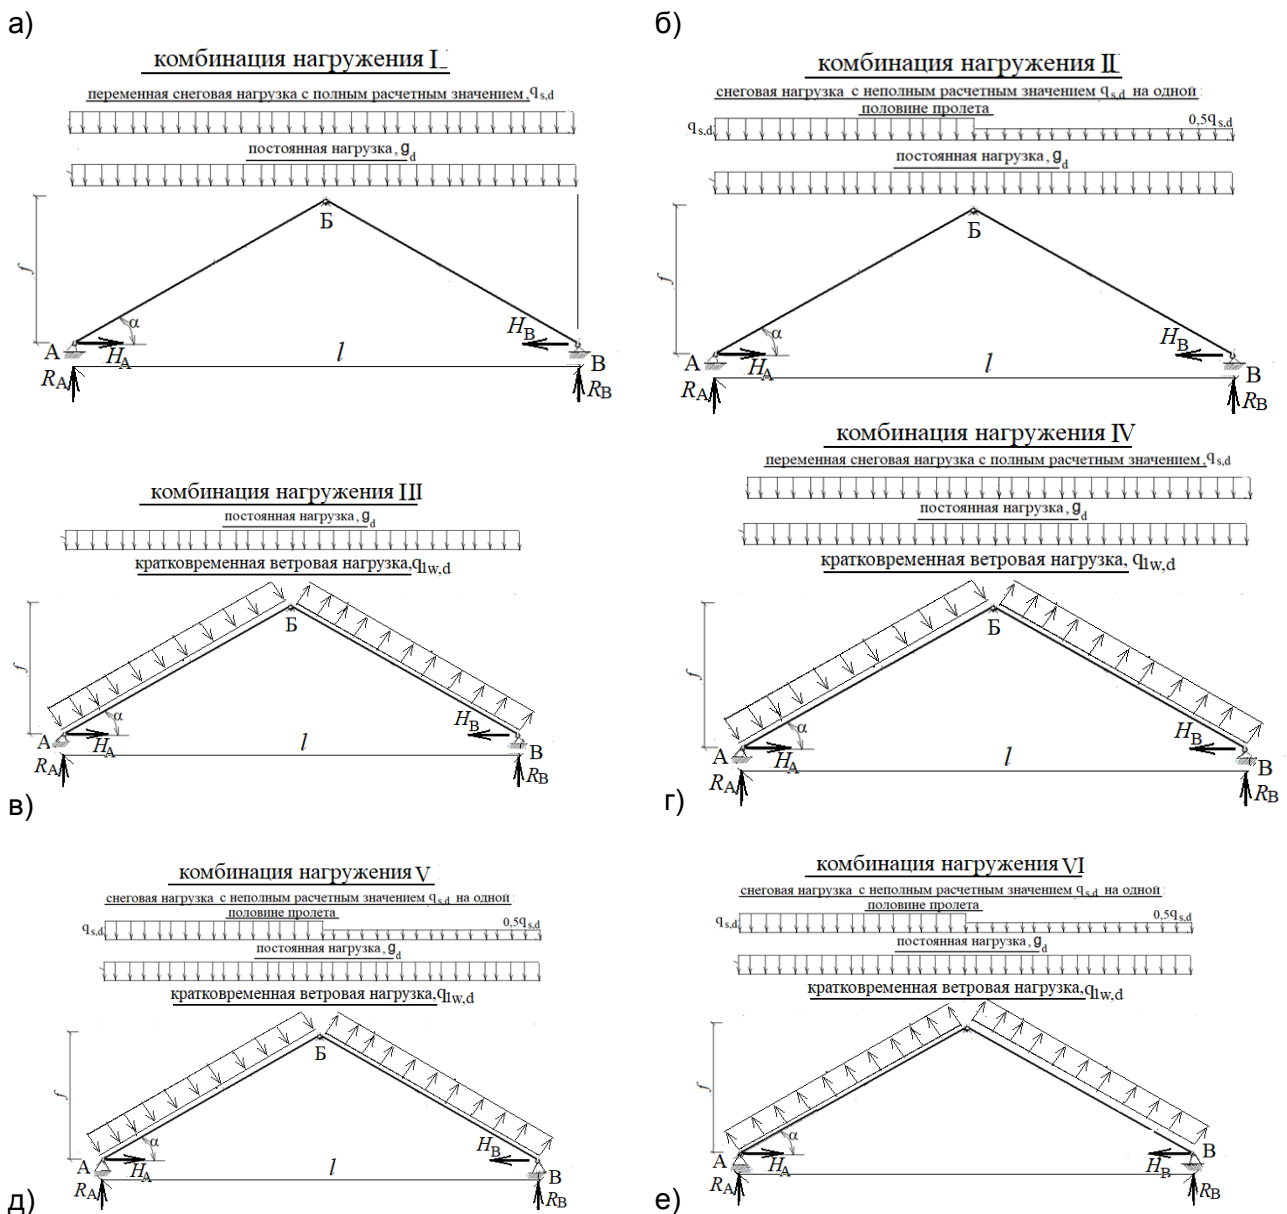 а)
комбинация нагружения I
переменная снеговая нагрузка с полным расчетным значением, qs,d
постоянная нагрузка, gd
Б
f
α
А
HA
HB
В
l
RA
RB
б)
комбинация нагружения II
снеговая нагрузка с неполным расчетным значением qs,d на одной
половине пролета
qs,d
0,5qs,d
постоянная нагрузка, gd
Б
f
α
А
HA
HB
В
l
RA
RB
комбинация нагружения III
постоянная нагрузка, gd
кратковременная ветровая нагрузка, q1w,d
Б
f
α
А
HA
HB
В
l
RA
RB
в)
комбинация нагружения IV
переменная снеговая нагрузка с полным расчетным значением, qs,d
постоянная нагрузка, gd
кратковременная ветровая нагрузка, q1w,d
Б
f
α
А
HA
HB
В
l
RA
RB
г)
комбинация нагружения V
снеговая нагрузка с неполным расчетным значением qs,d на одной
половине пролета
qs,d
0,5qs,d
постоянная нагрузка, gd
кратковременная ветровая нагрузка, q1w,d
Б
f
α
А
HA
HB
В
l
RA
RB
д)
комбинация нагружения VI
снеговая нагрузка с неполным расчетным значением qs,d на одной
половине пролета
qs,d
0,5qs,d
постоянная нагрузка, gd
кратковременная ветровая нагрузка, q1w,d
f
α
А
HA
HB
В
RA
RB
е)